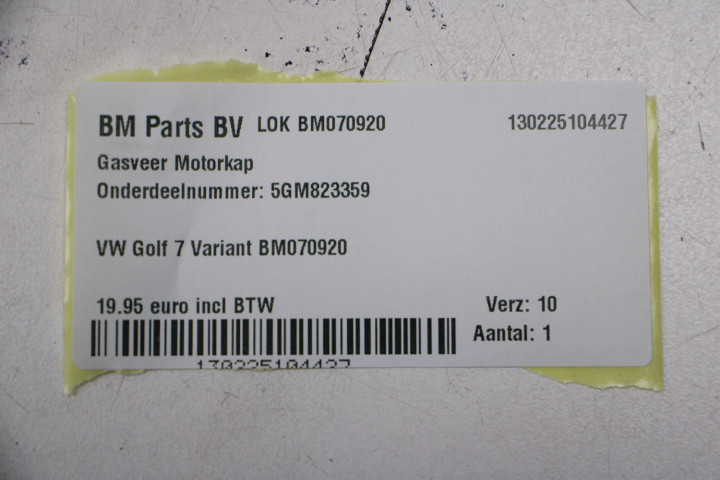 BM Parts BV LOK BM070920 130225104427
Gasveer Motorkap
Onderdeelnummer: 5GM823359
VW Golf 7 Variant BM070920
19.95 euro incl BTW Verz: 10
Aantal: 1
130225104427